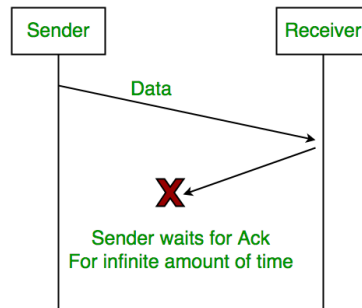 Sender
Receiver
Data
X
Sender waits for Ack
For infinite amount of time